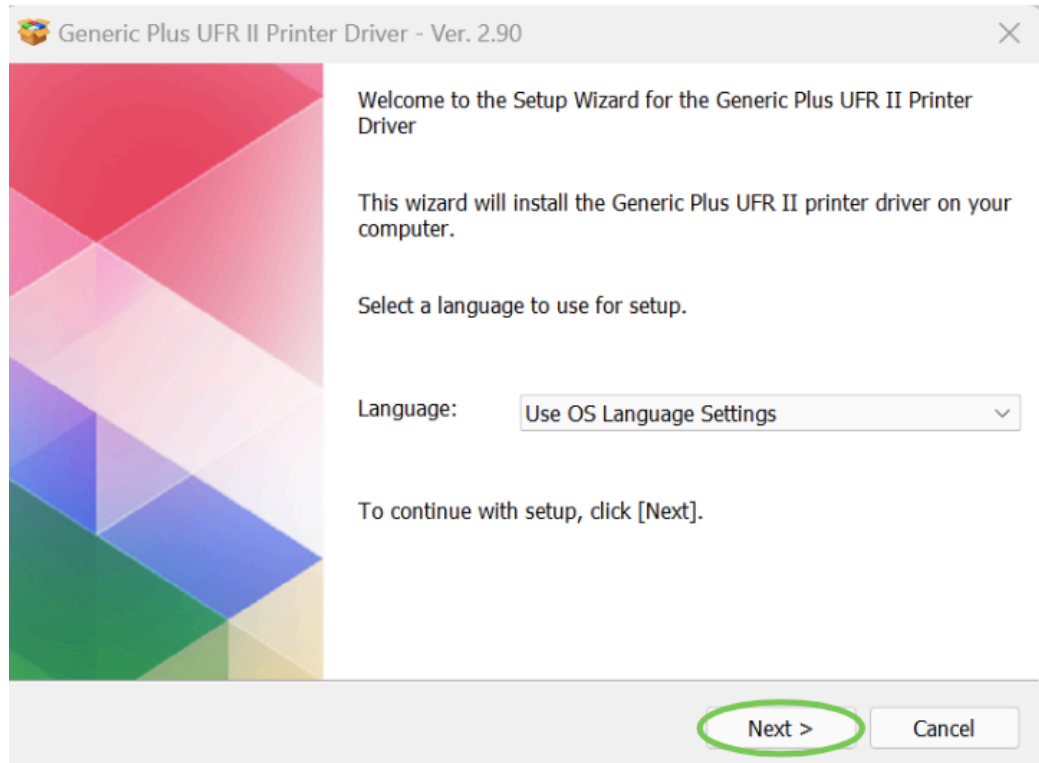 Generic Plus UFR II Printer Driver - Ver. 2.90
Welcome to the Setup Wizard for the Generic Plus UFR II Printer
Driver
This wizard will install the Generic Plus UFR II printer driver on your
computer.
Select a language to use for setup.
Language: Use OS Language Settings
To continue with setup, click [Next].
Next > Cancel